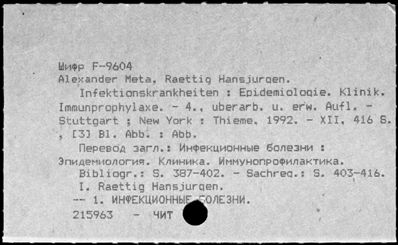 Шифр F-9604
Alexander Meta, Raettig Hansjurgen.
Infektionskrankheiten : Epidemiologie. Klinik.
Immunprophylaxe. - 4., uberarb. u. erw. Aufl. -
Stuttgart ; New York : Thieme, 1992. - XII, 416 S.
, [3] Bl. Abb. : Abb.
Перевод загл.: Инфекционные болезни :
Эпидемиология. Клиника. Иммунопрофилактика.
Bibliogr.: S. 387-402. - Sachreg.: S. 403-416.
I. Raettig Hansjurgen.
-- 1. ИНФЕКЦИОННЫЕ БОЛЕЗНИ.
215963 - ЧИТ